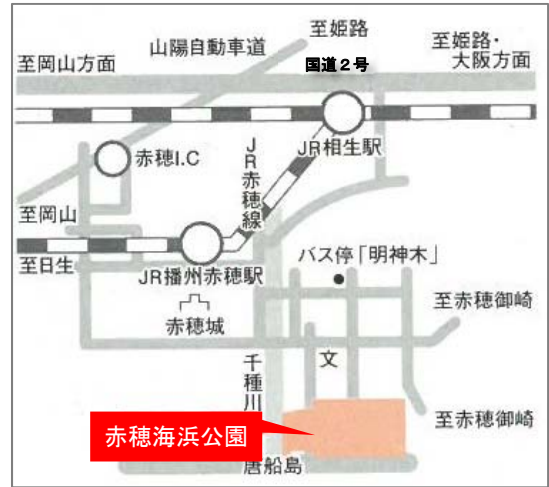 至姫路
山陽自動車道
至岡山方面
国道２号
至姫路・
大阪方面
赤穂I.C
JR赤穂線
JR相生駅
至岡山
至日生
JR播州赤穂駅
バス停「明神木」
赤穂城
至赤穂御崎
千種川
文
赤穂海浜公園
至赤穂御崎
唐船島